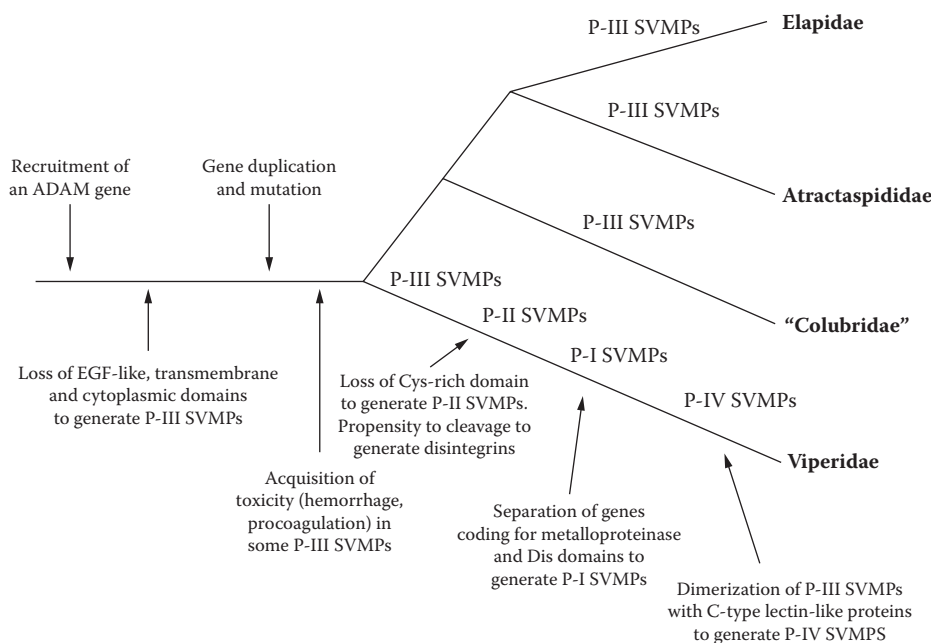 P-III SVMPs
Elapidae
P-III SVMPs
Recruitment of
an ADAM gene
Gene duplication
and mutation
Atractaspididae
P-III SVMPs
P-III SVMPs
P-II SVMPs
"Colubridae"
P-I SVMPs
Loss of EGF-like, transmembrane
and cytoplasmic domains
to generate P-III SVMPs
Loss of Cys-rich domain
to generate P-II SVMPs.
Propensity to cleavage to
generate disintegrins
P-IV SVMPs
Viperidae
Acquisition of
toxicity (hemorrhage,
procoagulation) in
some P-III SVMPs
Separation of genes
coding for metalloproteinase
and Dis domains to
generate P-I SVMPs
Dimerization of P-III SVMPs
with C-type lectin-like proteins
to generate P-IV SVMPS